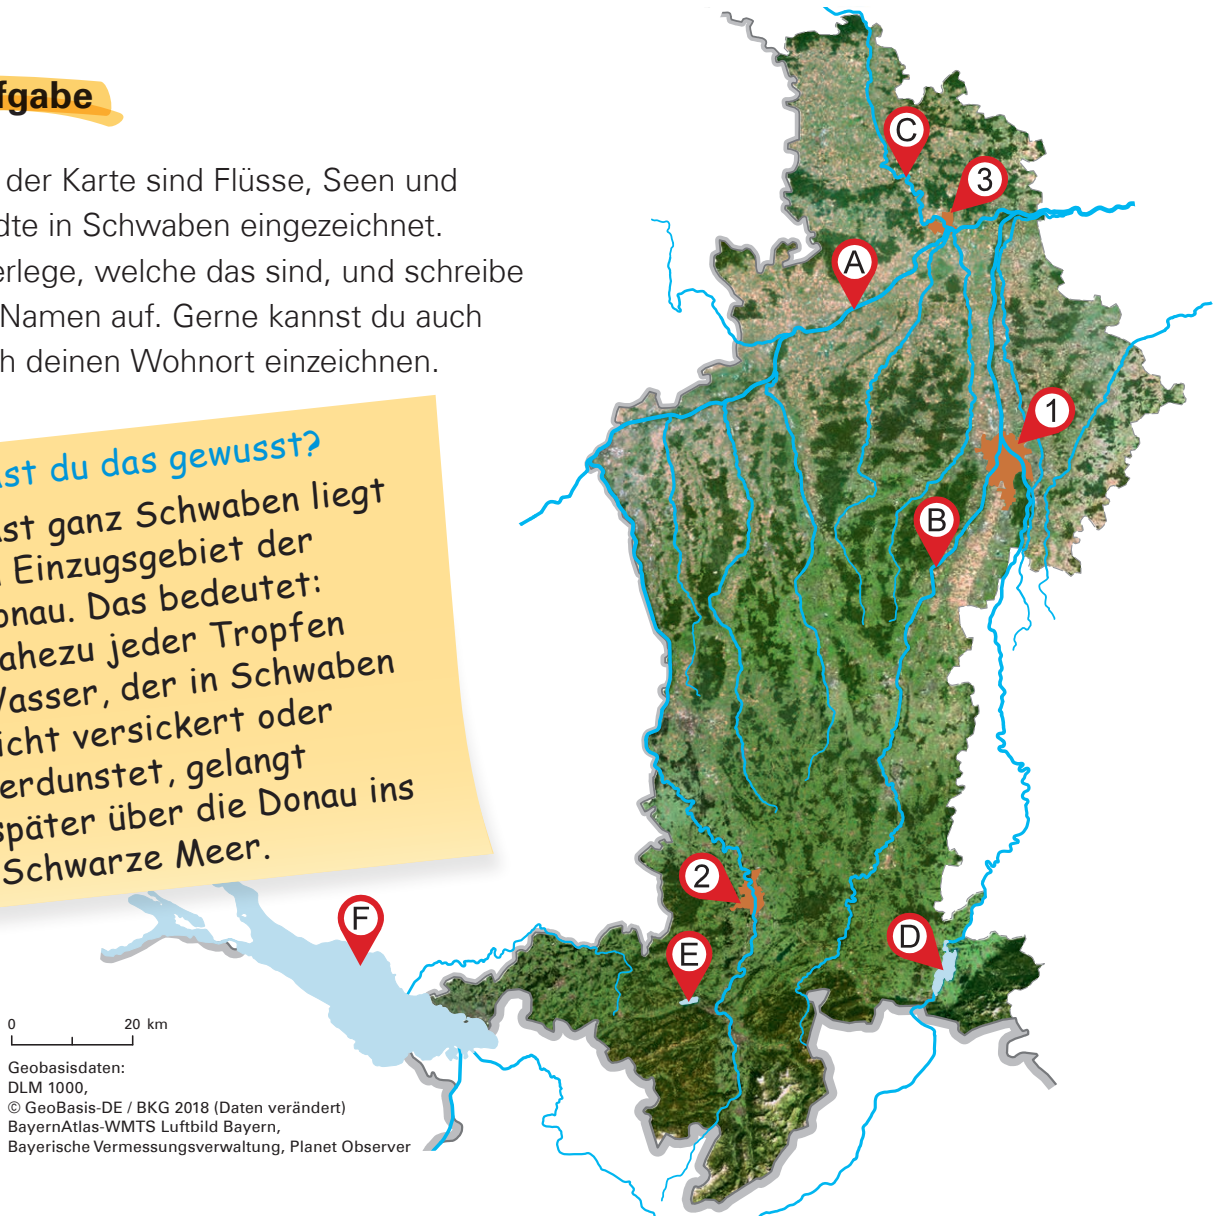 fgabe
der Karte sind Flüsse, Seen und
dte in Schwaben eingezeichnet.
erlege, welche das sind, und schreibe
Namen auf. Gerne kannst du auch
h deinen Wohnort einzeichnen.
st du das gewusst?
st ganz Schwaben liegt
Einzugsgebiet der
onau. Das bedeutet:
ahezu jeder Tropfen
Wasser, der in Schwaben
icht versickert oder
erdunstet, gelangt
später über die Donau ins
Schwarze Meer.
C
3
A
1
B
2
F
E
D
0 20 km
Geobasisdaten:
DLM 1000,
© GeoBasis-DE / BKG 2018 (Daten verändert)
BayernAtlas-WMTS Luftbild Bayern,
Bayerische Vermessungsverwaltung, Planet Observer